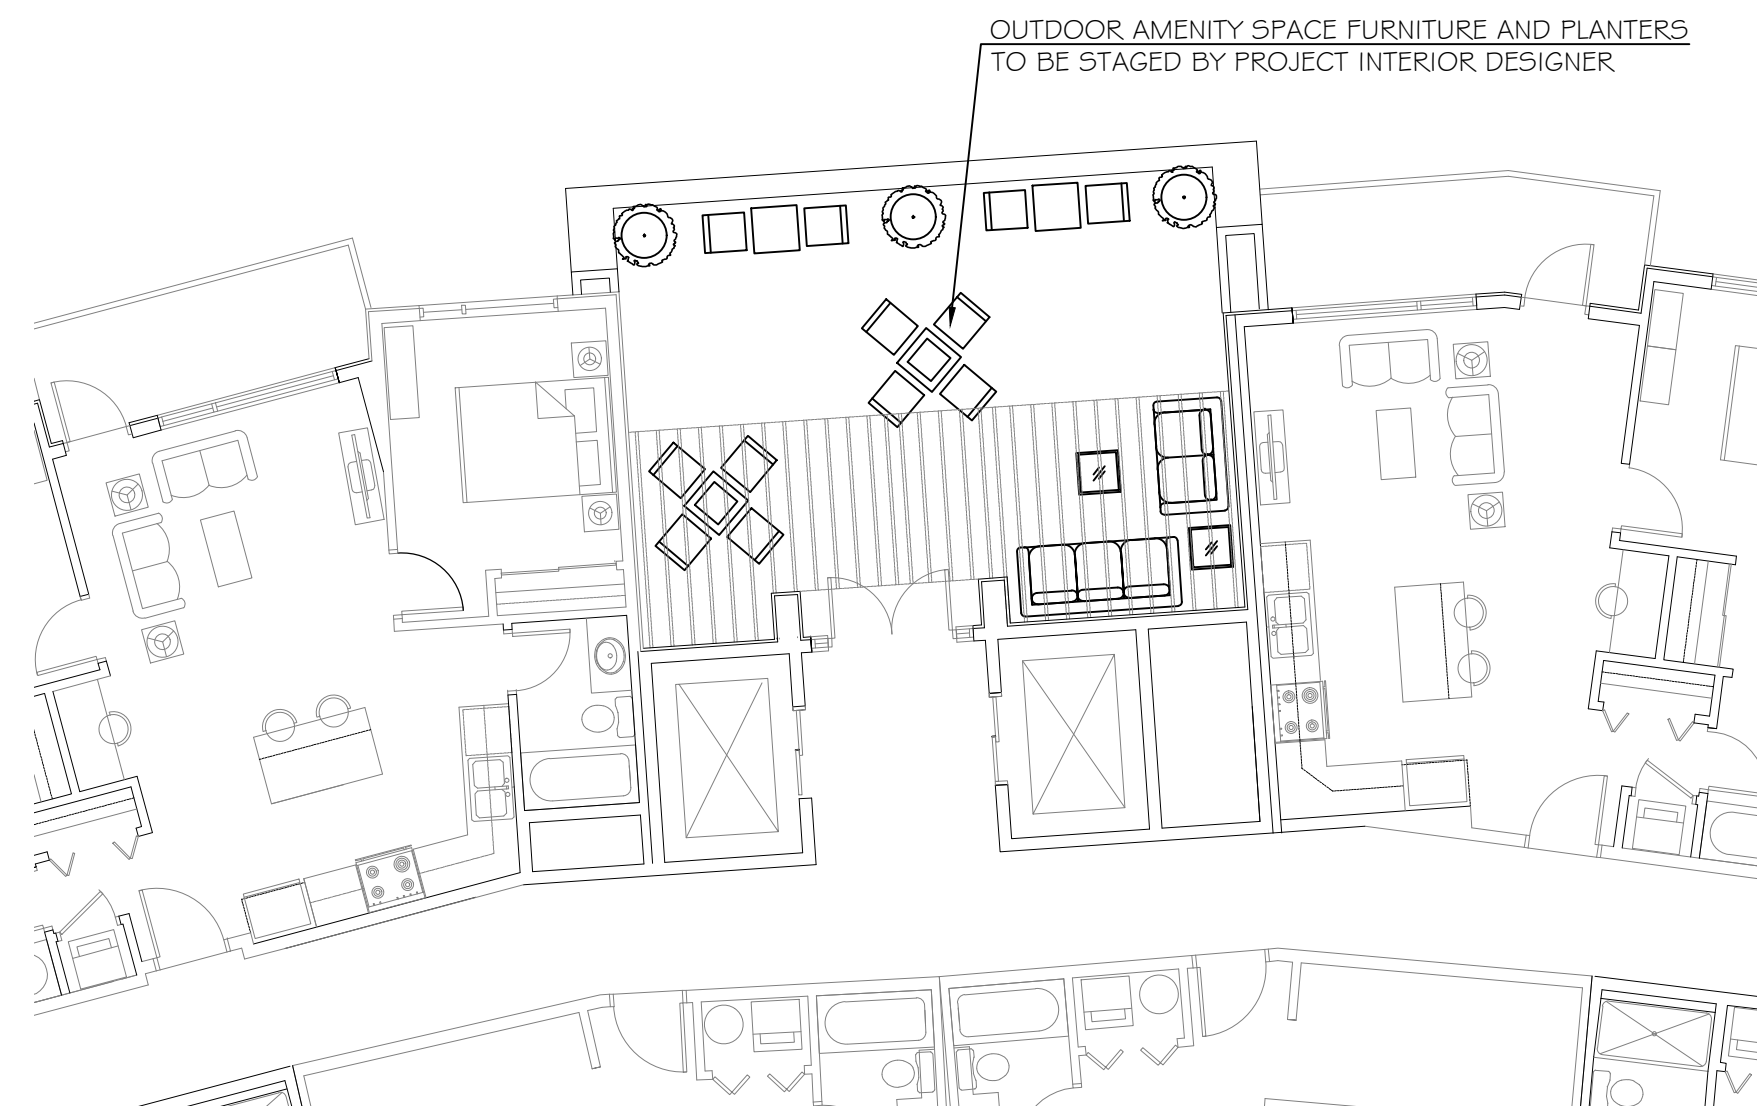 OUTDOOR AMENITY SPACE FURNITURE AND PLANTERS
TO BE STAGED BY PROJECT INTERIOR DESIGNER